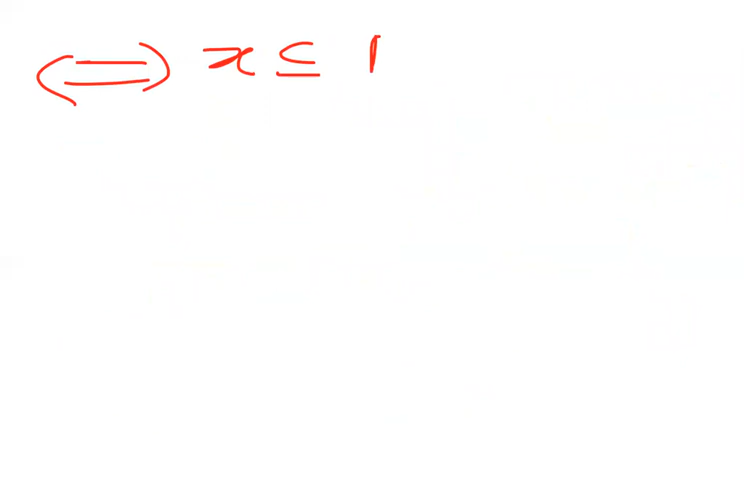 ⟺ x ≤ 1